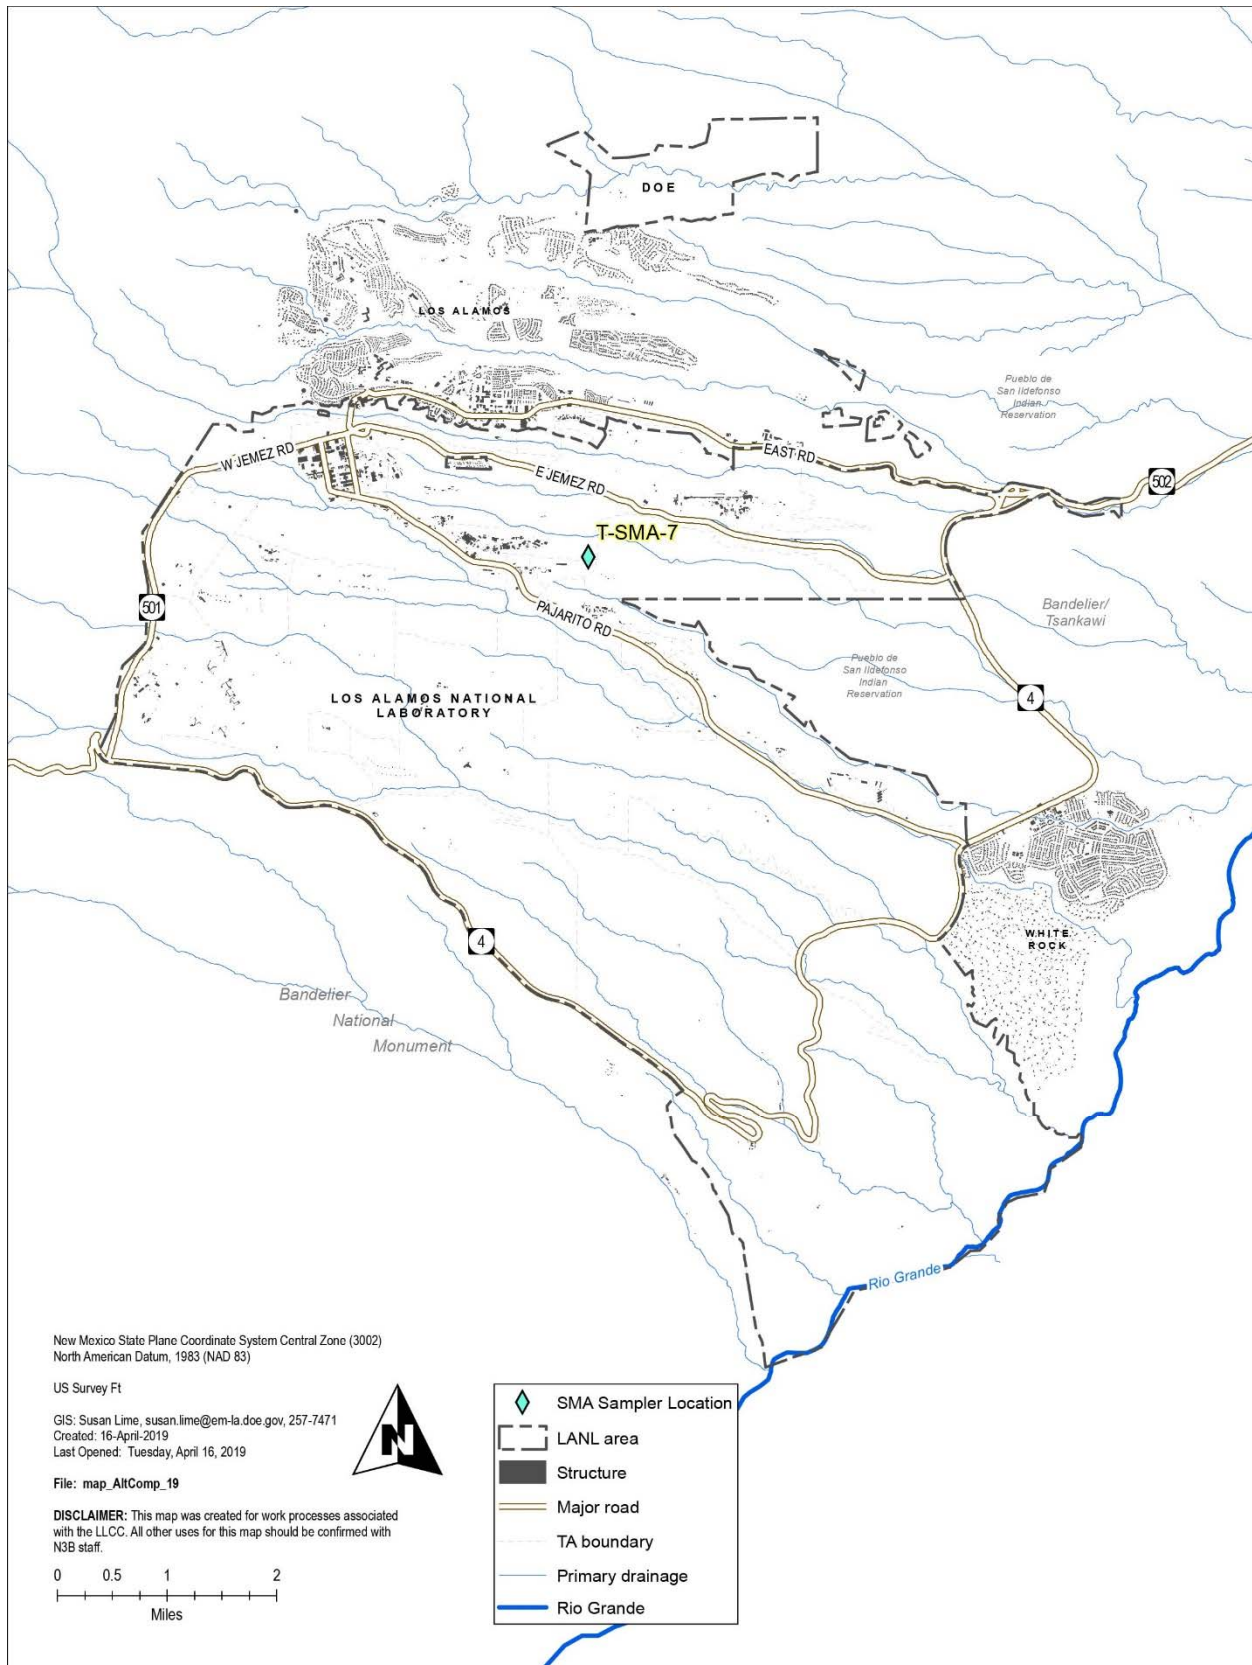 DOE
LOS ALAMOS
Pueblo de
San Ildefonso
Indian
Reservation
W JEMEZ RD
EAST RD
502
E JEMEZ RD
T-SMA-7
501
PAJARITO RD
Bandelier/
Tsankawi
Pueblo de
San Ildefonso
Indian
Reservation
LOS ALAMOS NATIONAL
LABORATORY
4
4
WHITE
ROCK
Bandelier
National
Monument
Rio Grande
New Mexico State Plane Coordinate System Central Zone (3002)
North American Datum, 1983 (NAD 83)
US Survey Ft
GIS: Susan Lime, susan.lime@em-la.doe.gov, 257-7471
Created: 16-April-2019
Last Opened: Tuesday, April 16, 2019
File: map_AltComp_19
DISCLAIMER: This map was created for work processes associated
with the LLCC. All other uses for this map should be confirmed with
N3B staff.
0 0.5 1 2
Miles
N
SMA Sampler Location
LANL area
Structure
Major road
TA boundary
Primary drainage
Rio Grande